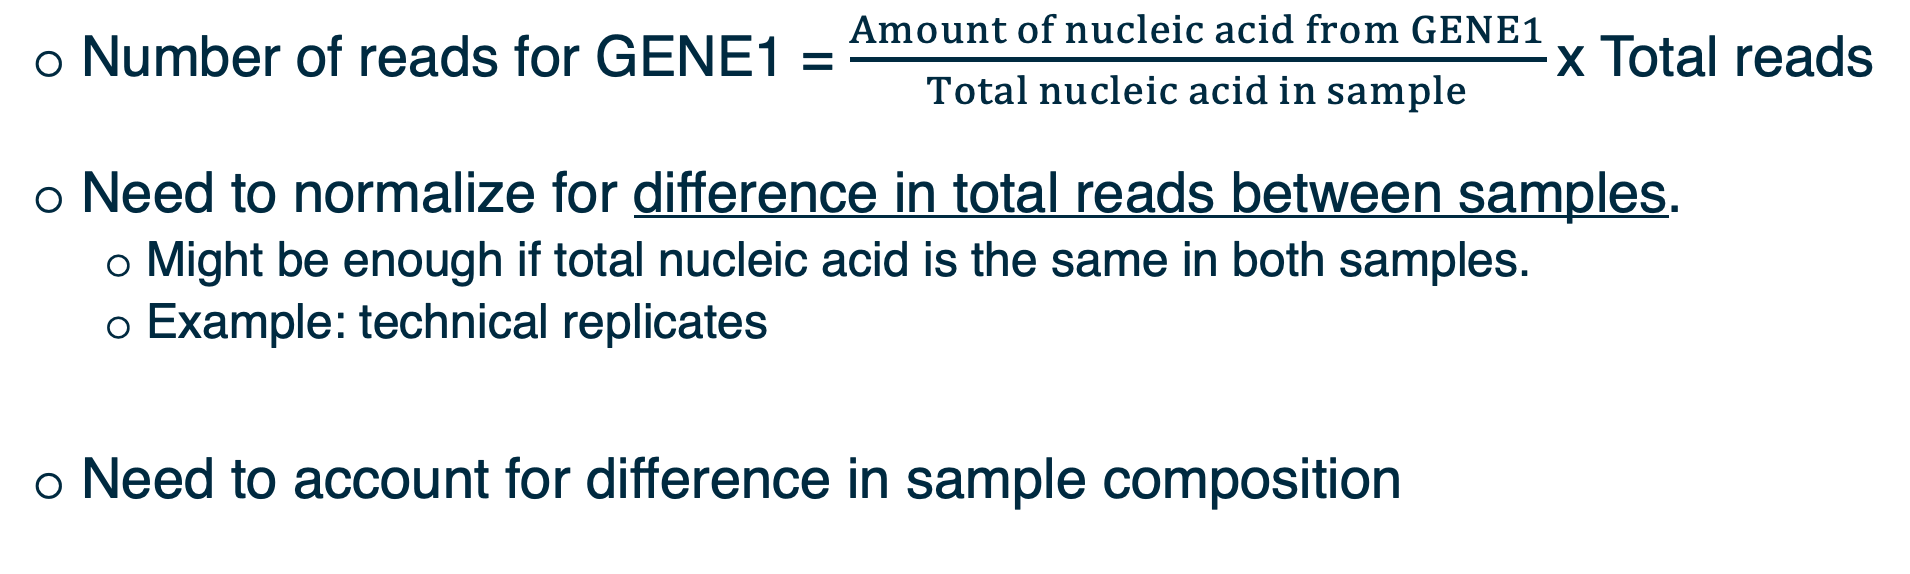 ○ Number of reads for GENE1 = Amount of nucleic acid from GENE1 / Total nucleic acid in sample x Total reads
○ Need to normalize for difference in total reads between samples.
○ Might be enough if total nucleic acid is the same in both samples.
○ Example: technical replicates
○ Need to account for difference in sample composition